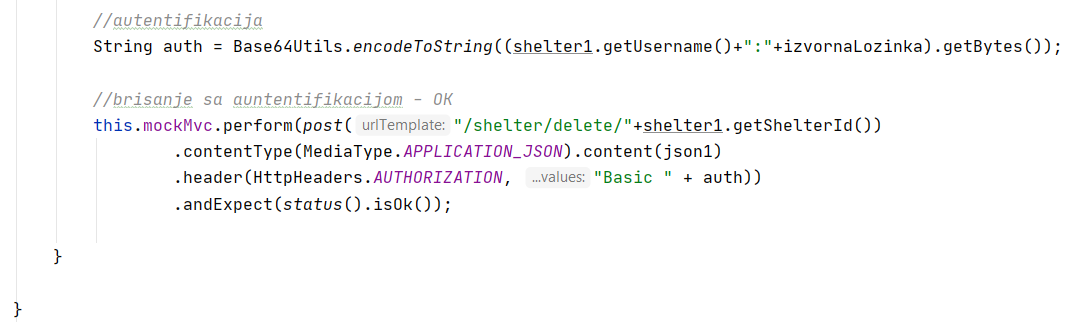 //autentifikacija
String auth = Base64Utils.encodeToString((shelter1.getUsername()+":"+izvornaLozinka).getBytes());
//brisanje sa auntentifikacijom - OK
this.mockMvc.perform(post( urlTemplate: "/shelter/delete/"+shelter1.getShelterId())
.contentType(MediaType.APPLICATION_JSON).content(json1)
.header(HttpHeaders.AUTHORIZATION, ...values: "Basic " + auth))
.andExpect(status().isOk());
}
}